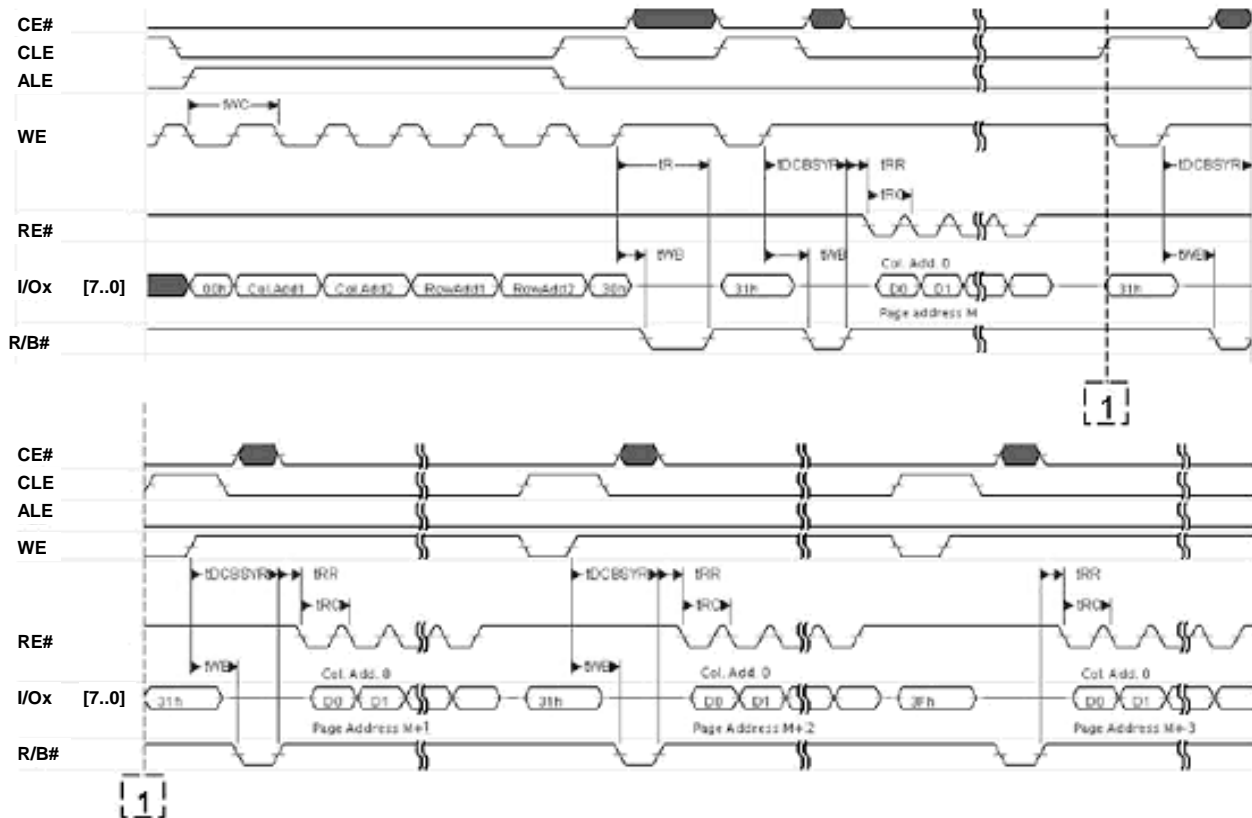 CE#
CLE
ALE
tWC
WE
tR
tDCBSYR
tRR
tDCBSYR
tRC
RE#
tWB
tWB
tWB
Col. Add. 0
I/Ox [7..0]
00h
Col.Add1
Col.Add2
RowAdd1
RowAdd2
30h
31h
D0
D1
31h
Page address M
R/B#
1
CE#
CLE
ALE
WE
tDCBSYR
tRR
tDCBSYR
tRR
tRR
tRC
tRC
tRC
RE#
tWB
tWB
Col. Add. 0
Col. Add. 0
Col. Add. 0
I/Ox [7..0]
31h
D0
D1
31h
D0
D1
3Fh
D0
D1
Page Address M+1
Page Address M+2
Page Address M+3
R/B#
1